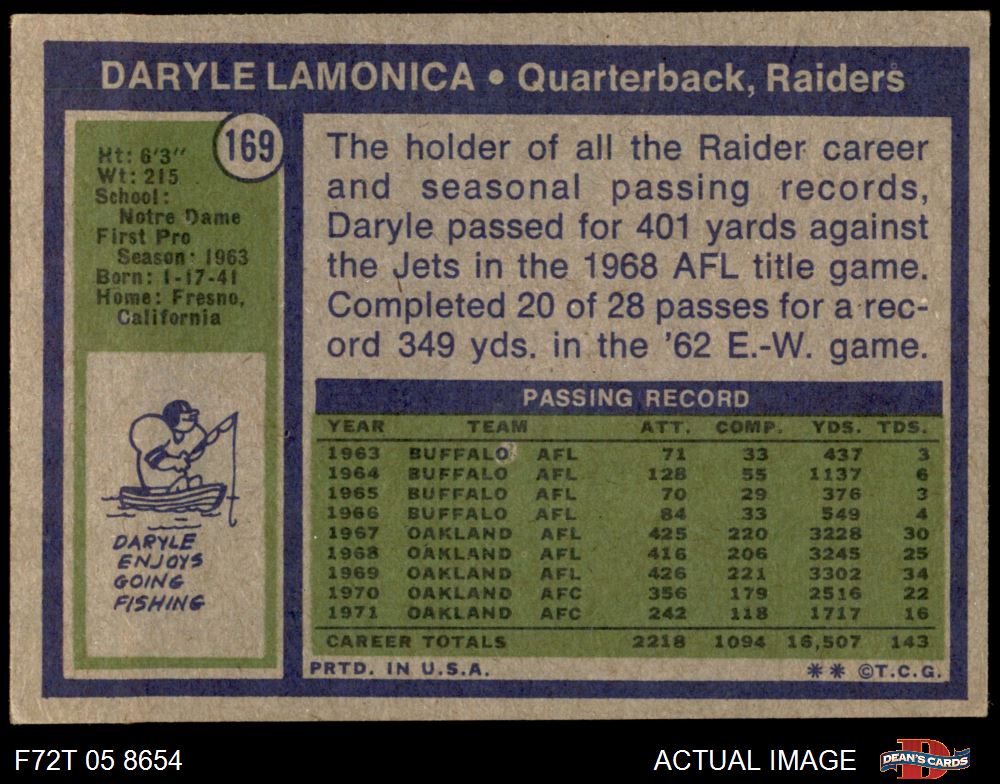 DARYLE LAMONICA • Quarterback, Raiders
169
Ht: 6'3"
Wt: 215
School:
Notre Dame
First Pro
Season: 1963
Born: 1-17-41
Home: Fresno,
California
DARYLE
ENJOYS
GOING
FISHING
The holder of all the Raider career
and seasonal passing records,
Daryle passed for 401 yards against
the Jets in the 1968 AFL title game.
Completed 20 of 28 passes for a rec-
ord 349 yds. in the '62 E.-W. game.
PASSING RECORD
YEAR TEAM ATT. COMP. YDS. TDS.
1963 BUFFALO AFL 71 33 437 3
1964 BUFFALO AFL 128 55 1137 6
1965 BUFFALO AFL 70 29 376 3
1966 BUFFALO AFL 84 33 549 4
1967 OAKLAND AFL 425 220 3228 30
1968 OAKLAND AFL 416 206 3245 25
1969 OAKLAND AFL 426 221 3302 34
1970 OAKLAND AFC 356 179 2516 22
1971 OAKLAND AFC 242 118 1717 16
CAREER TOTALS 2218 1094 16,507 143
PRTD. IN U.S.A. ** ©T.C.G.
F72T 05 8654 ACTUAL IMAGE D DEAN'S CARDS